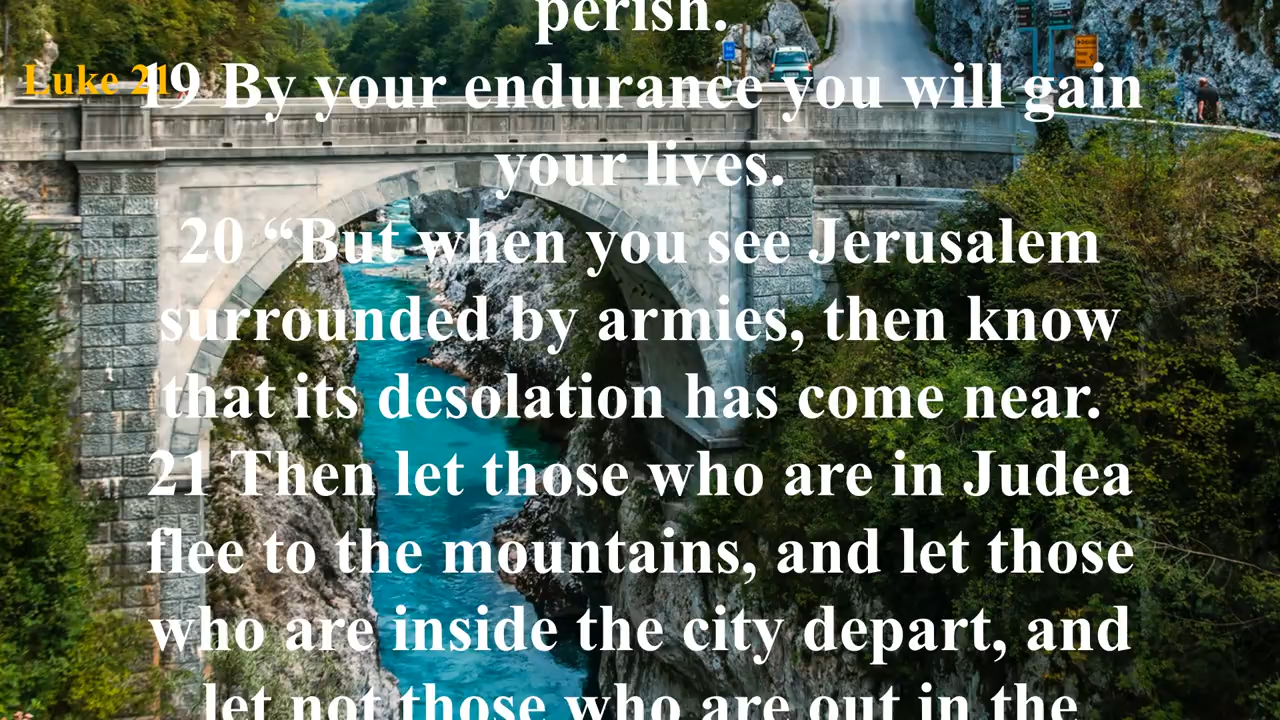 perish.
Luke 21
19 By your endurance you will gain
your lives.
20 “But when you see Jerusalem
surrounded by armies, then know
that its desolation has come near.
21 Then let those who are in Judea
flee to the mountains, and let those
who are inside the city depart, and
let not those who are out in the